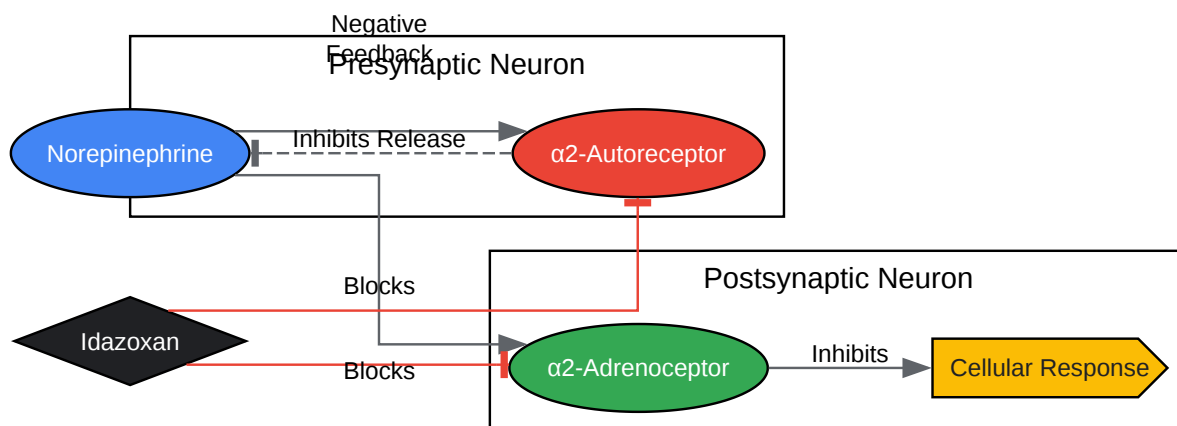 Negative
Feedback
Presynaptic Neuron
Norepinephrine
Inhibits Release
α2-Autoreceptor
Blocks
Postsynaptic Neuron
Idazoxan
Blocks
α2-Adrenoceptor
Inhibits
Cellular Response